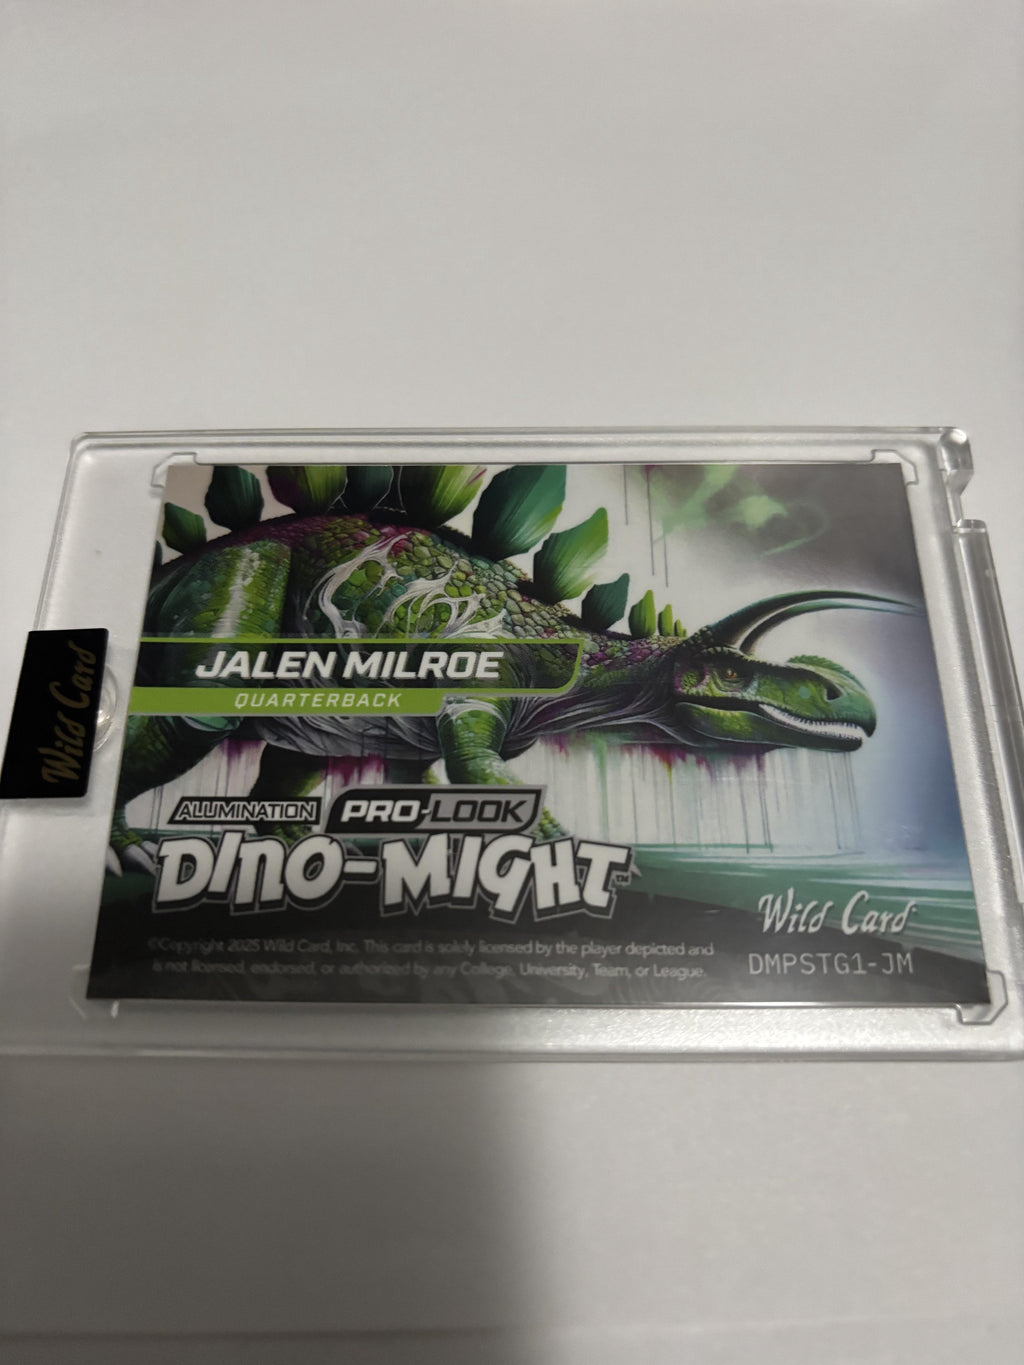 JALEN MILROE
QUARTERBACK
Wild Card
ALUMINATION PRO-LOOK
DINO-MIGHT™
Wild Card
©Copyright 2025 Wild Card, Inc. This card is solely licensed by the player depicted and
is not licensed, endorsed, or authorized by any College, University, Team, or League.
DMPSTG1-JM